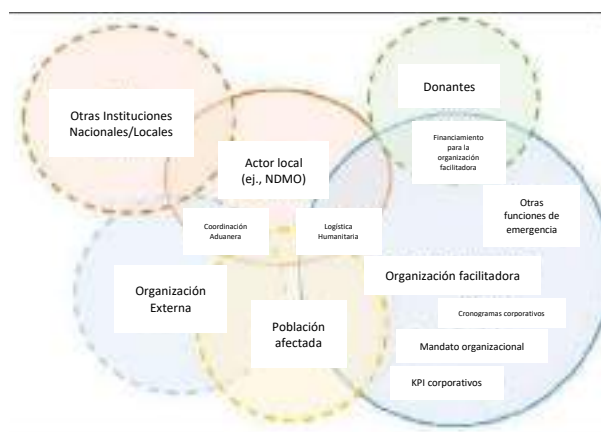 Donantes
Otras Instituciones
Nacionales/Locales
Financiamiento
para la
organización
facilitadora
Actor local
(ej., NDMO)
Otras
funciones de
emergencia
Coordinación
Aduanera
Logística
Humanitaria
Organización facilitadora
Organización
Externa
Cronogramas corporativos
Población
afectada
Mandato organizacional
KPI corporativos